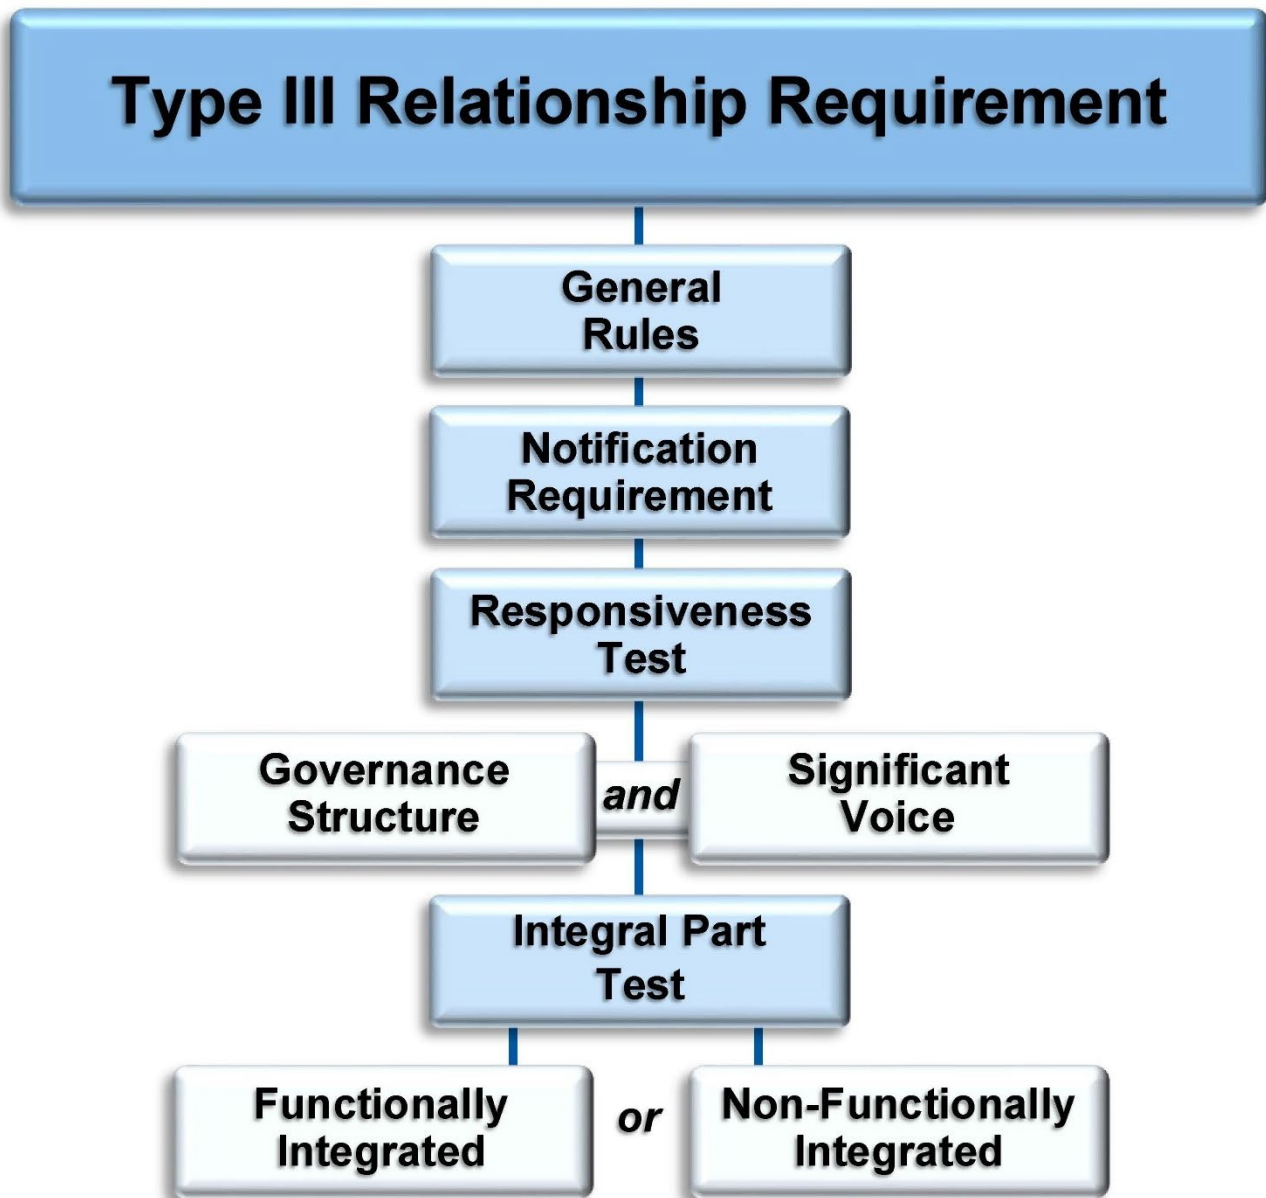 Type III Relationship Requirement
General
Rules
Notification
Requirement
Responsiveness
Test
Governance
Structure
and
Significant
Voice
Integral Part
Test
Functionally
Integrated
or
Non-Functionally
Integrated